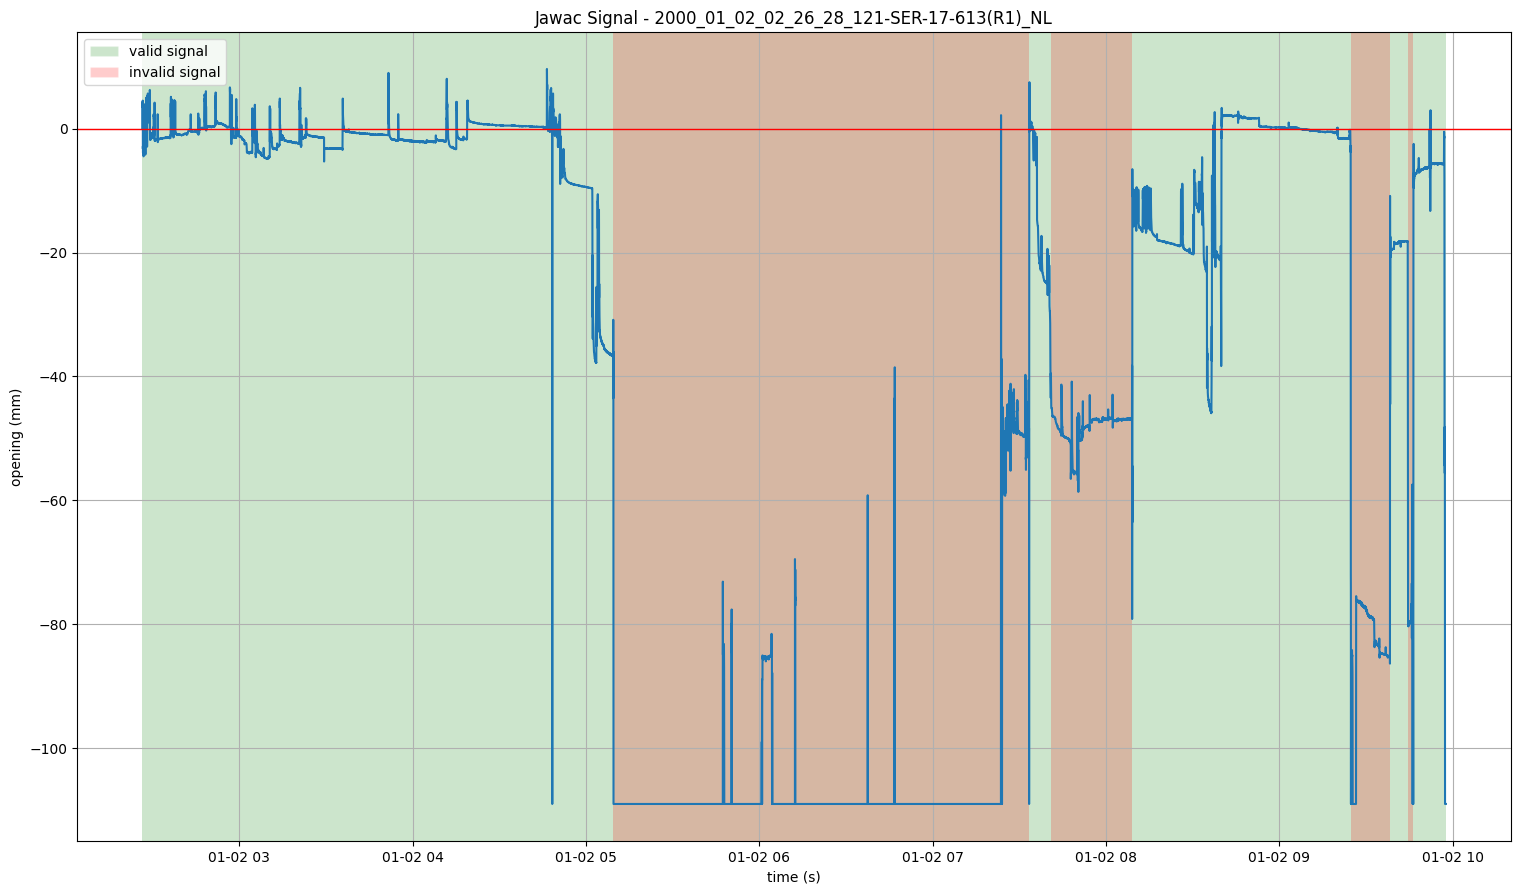 Jawac Signal - 2000_01_02_02_26_28_121-SER-17-613(R1)_NL
valid signal
invalid signal
opening (mm)
0
−20
−40
−60
−80
−100
01-02 03
01-02 04
01-02 05
01-02 06
01-02 07
01-02 08
01-02 09
01-02 10
time (s)